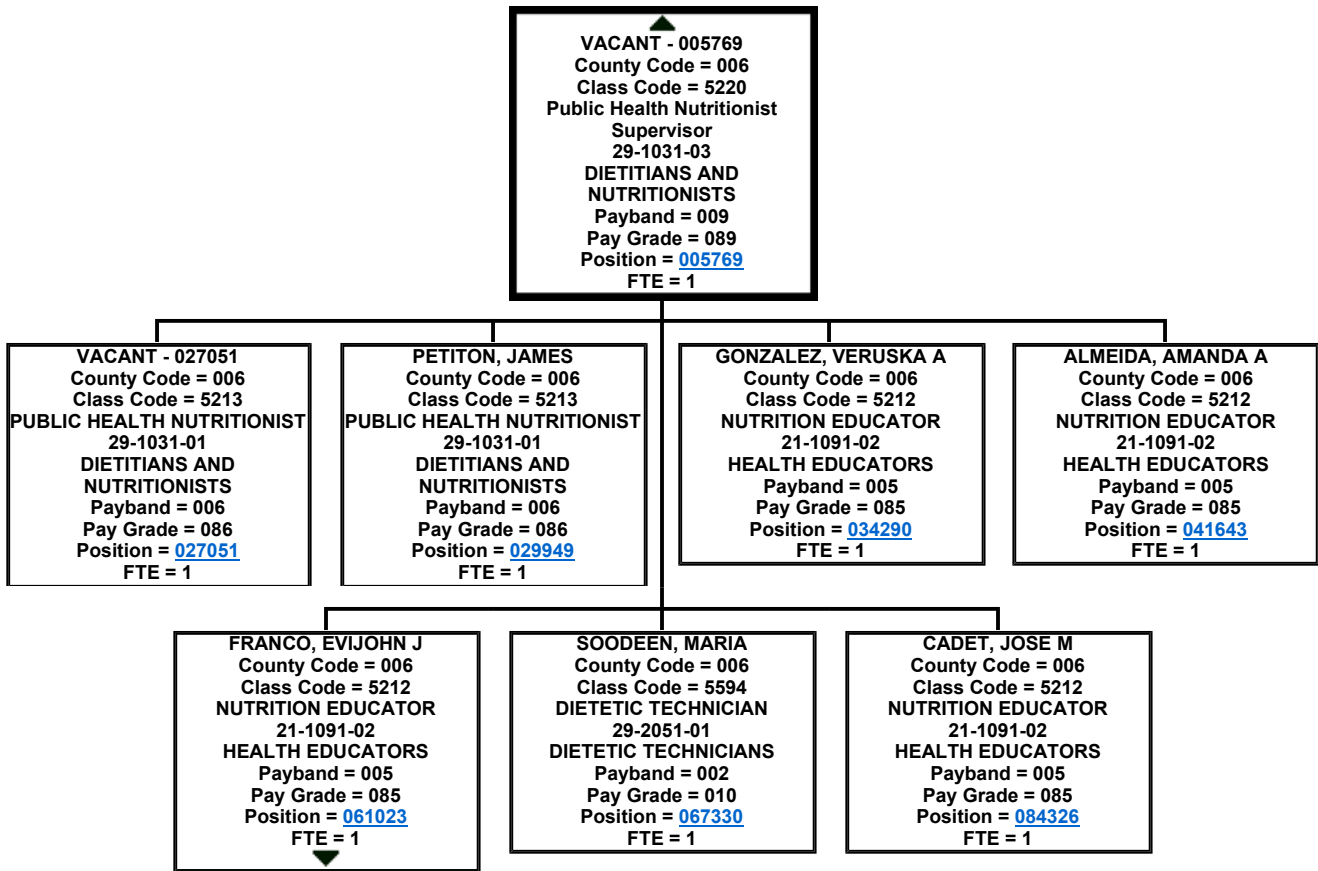 VACANT - 005769
County Code = 006
Class Code = 5220
Public Health Nutritionist
Supervisor
29-1031-03
DIETITIANS AND
NUTRITIONISTS
Payband = 009
Pay Grade = 089
Position = 005769
FTE = 1
VACANT - 027051
County Code = 006
Class Code = 5213
PUBLIC HEALTH NUTRITIONIST
29-1031-01
DIETITIANS AND
NUTRITIONISTS
Payband = 006
Pay Grade = 086
Position = 027051
FTE = 1
PETITON, JAMES
County Code = 006
Class Code = 5213
PUBLIC HEALTH NUTRITIONIST
29-1031-01
DIETITIANS AND
NUTRITIONISTS
Payband = 006
Pay Grade = 086
Position = 029949
FTE = 1
GONZALEZ, VERUSKA A
County Code = 006
Class Code = 5212
NUTRITION EDUCATOR
21-1091-02
HEALTH EDUCATORS
Payband = 005
Pay Grade = 085
Position = 034290
FTE = 1
ALMEIDA, AMANDA A
County Code = 006
Class Code = 5212
NUTRITION EDUCATOR
21-1091-02
HEALTH EDUCATORS
Payband = 005
Pay Grade = 085
Position = 041643
FTE = 1
FRANCO, EVIJOHN J
County Code = 006
Class Code = 5212
NUTRITION EDUCATOR
21-1091-02
HEALTH EDUCATORS
Payband = 005
Pay Grade = 085
Position = 061023
FTE = 1
SOODEEN, MARIA
County Code = 006
Class Code = 5594
DIETETIC TECHNICIAN
29-2051-01
DIETETIC TECHNICIANS
Payband = 002
Pay Grade = 010
Position = 067330
FTE = 1
CADET, JOSE M
County Code = 006
Class Code = 5212
NUTRITION EDUCATOR
21-1091-02
HEALTH EDUCATORS
Payband = 005
Pay Grade = 085
Position = 084326
FTE = 1